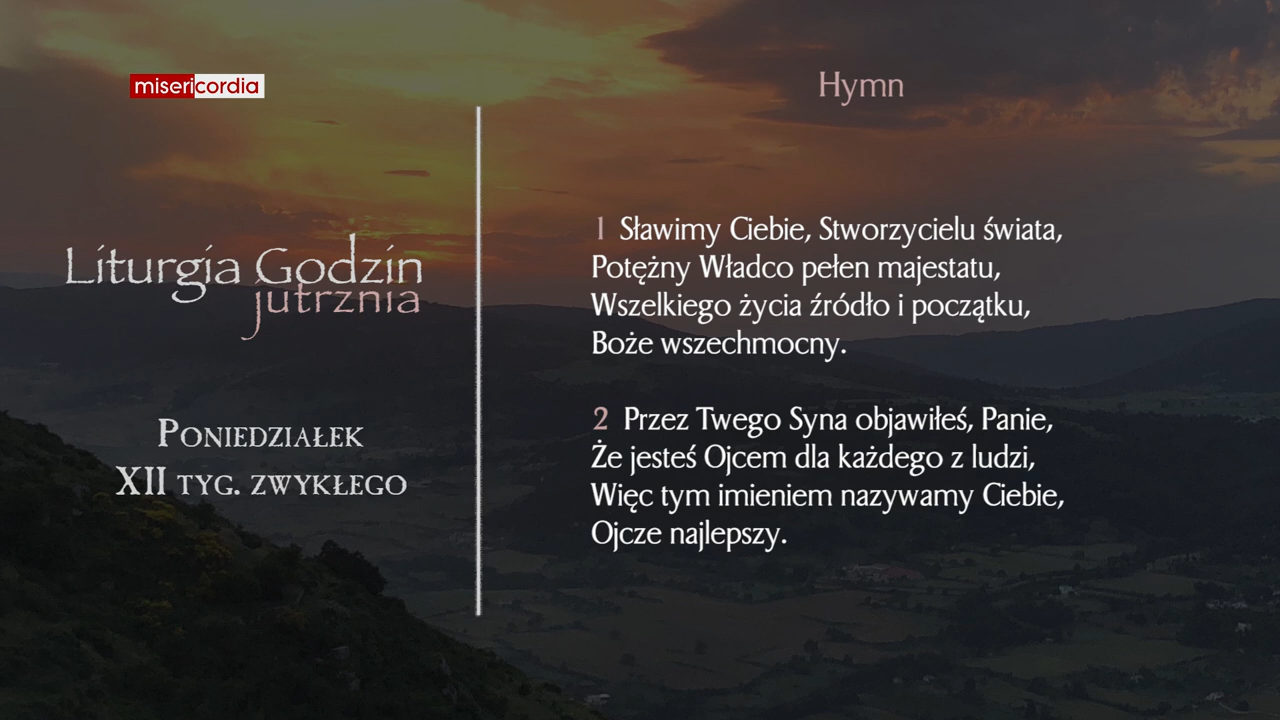 misericordia
Liturgia Godzin
jutrznia
Poniedziałek
XII tyg. zwykłego
Hymn
1 Sławimy Ciebie, Stworzycielu świata,
Potężny Władco pełen majestatu,
Wszelkiego życia źródło i początku,
Boże wszechmocny.
2 Przez Twego Syna objawiłeś, Panie,
Że jesteś Ojcem dla każdego z ludzi,
Więc tym imieniem nazywamy Ciebie,
Ojcze najlepszy.